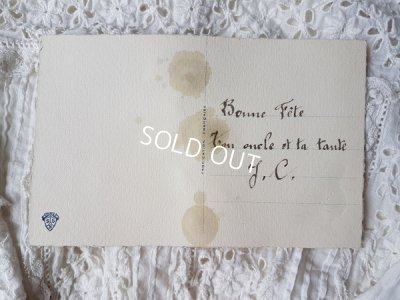 Bonne Fête
Ton oncle et ta tante
J. C.
SOLD OUT